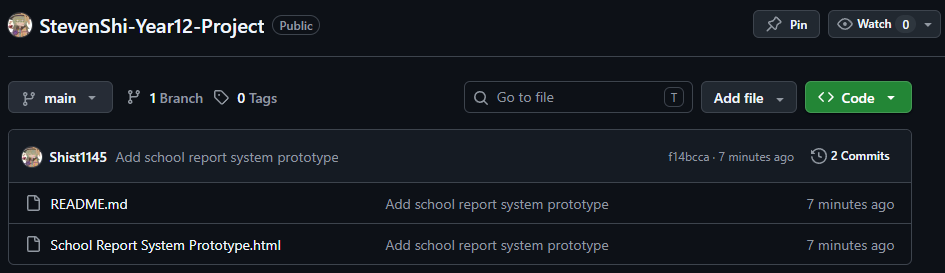 StevenShi-Year12-Project Public Pin Watch 0
main 1 Branch 0 Tags Go to file T Add file Code
Shist1145 Add school report system prototype f14bcca · 7 minutes ago 2 Commits
README.md Add school report system prototype 7 minutes ago
School Report System Prototype.html Add school report system prototype 7 minutes ago